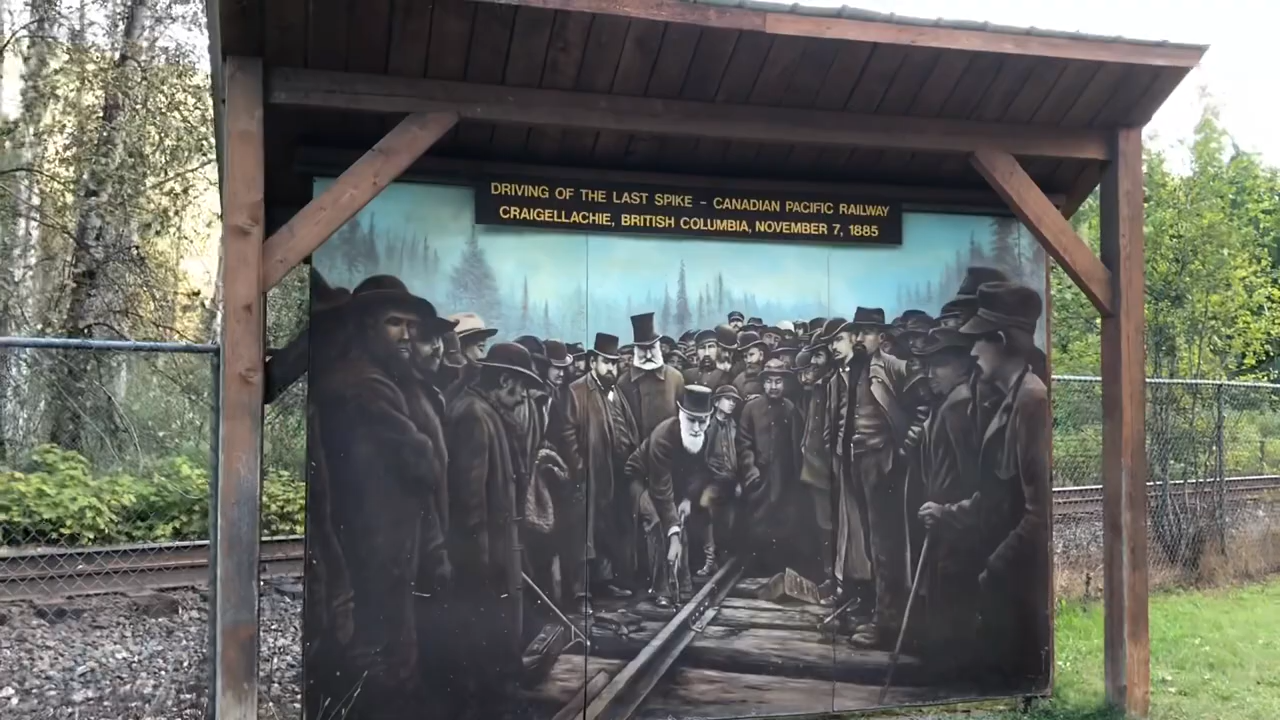 DRIVING OF THE LAST SPIKE – CANADIAN PACIFIC RAILWAY
CRAIGELLACHIE, BRITISH COLUMBIA, NOVEMBER 7, 1885